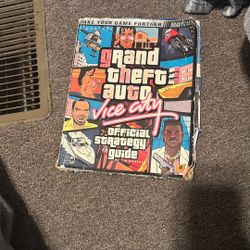 TAKE YOUR GAME FURTHER
grand
theft
auto
Vice City
official
strategy
guide